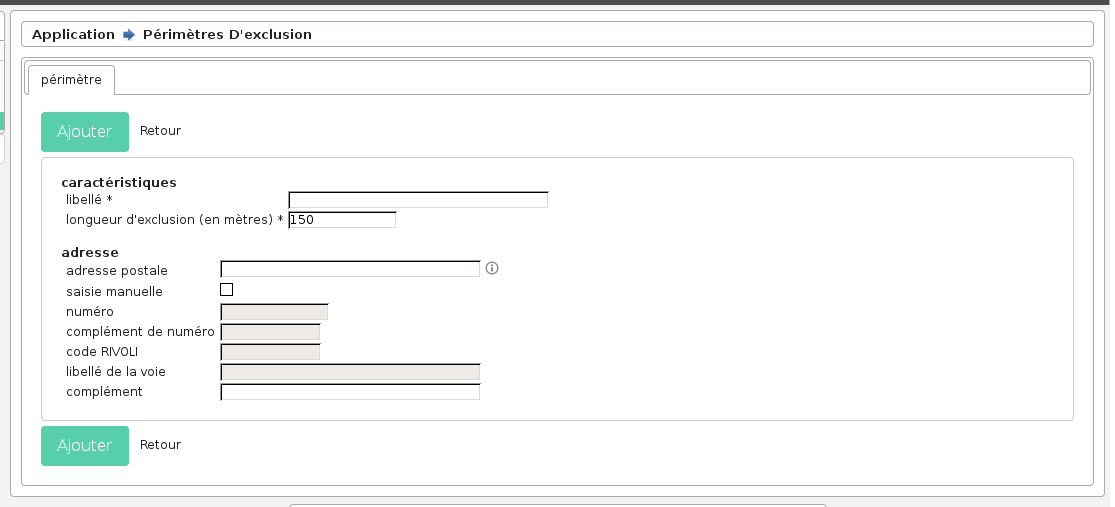 Application Périmètres D'exclusion
périmètre
Ajouter Retour
caractéristiques
libellé *
longueur d'exclusion (en mètres) * 150
adresse
adresse postale
saisie manuelle
numéro
complément de numéro
code RIVOLI
libellé de la voie
complément
Ajouter Retour